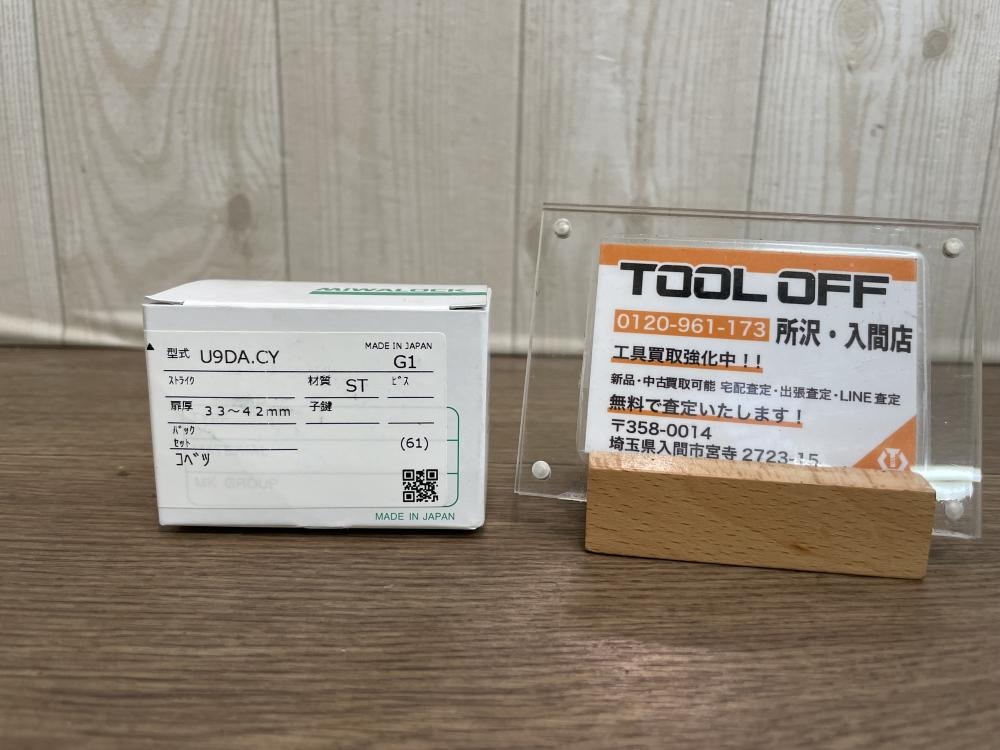 MIWALOCK
型式 U9DA.CY MADE IN JAPAN
G1
ｽﾄﾗｲｸ 材質 ST ﾋﾞｽ
扉厚 33～42mm 子鍵
ﾊﾟｯｸ
ｾｯﾄ (61)
ｺﾍﾞﾂ
MK GROUP
MADE IN JAPAN
TOOL OFF
0120-961-173 所沢・入間店
工具買取強化中！！
新品・中古買取可能 宅配査定・出張査定・LINE査定
無料で査定いたします！
〒358-0014
埼玉県入間市宮寺 2723-15